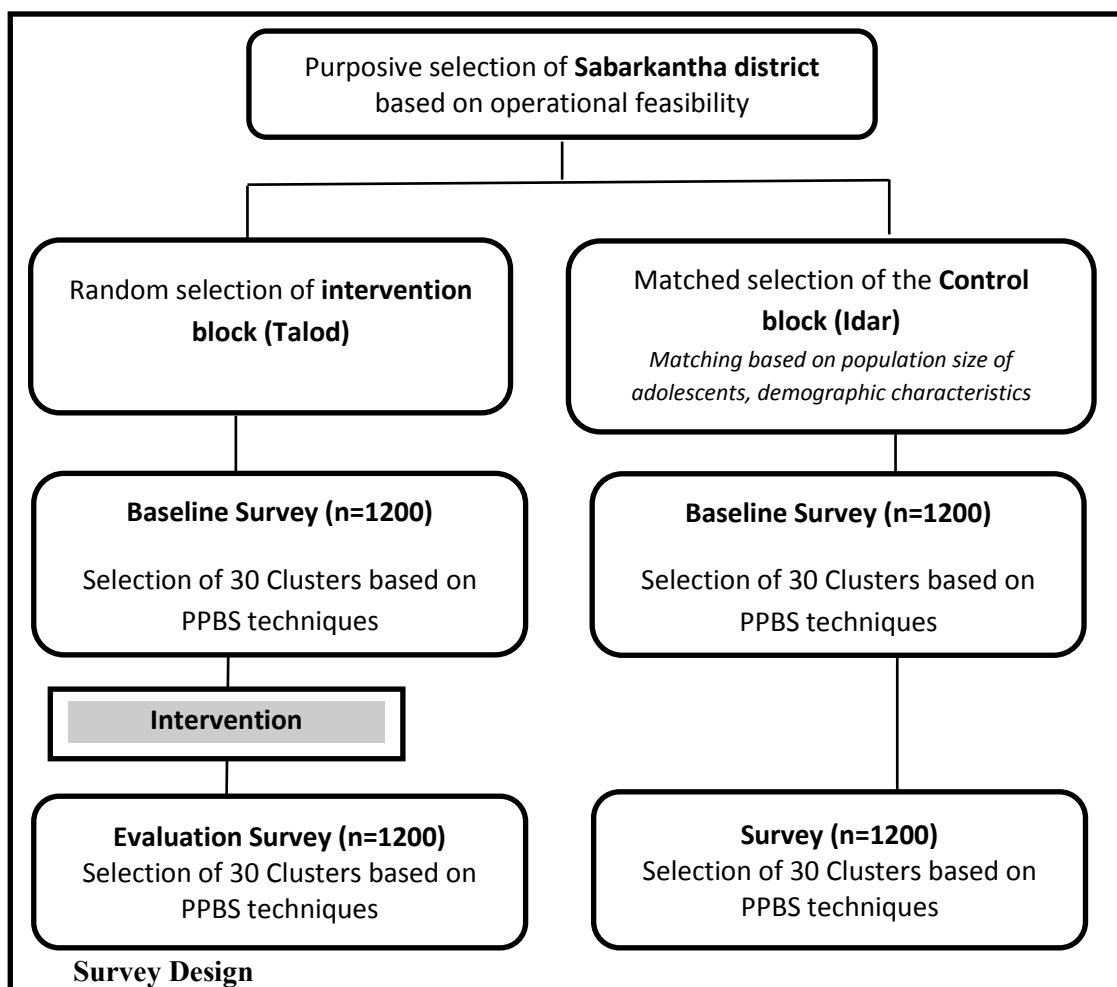 Purposive selection of Sabarkantha district
based on operational feasibility
Random selection of intervention
block (Talod)
Matched selection of the Control
block (Idar)
Matching based on population size of
adolescents, demographic characteristics
Baseline Survey (n=1200)
Selection of 30 Clusters based on
PPBS techniques
Baseline Survey (n=1200)
Selection of 30 Clusters based on
PPBS techniques
Intervention
Evaluation Survey (n=1200)
Selection of 30 Clusters based on
PPBS techniques
Survey (n=1200)
Selection of 30 Clusters based on
PPBS techniques
Survey Design